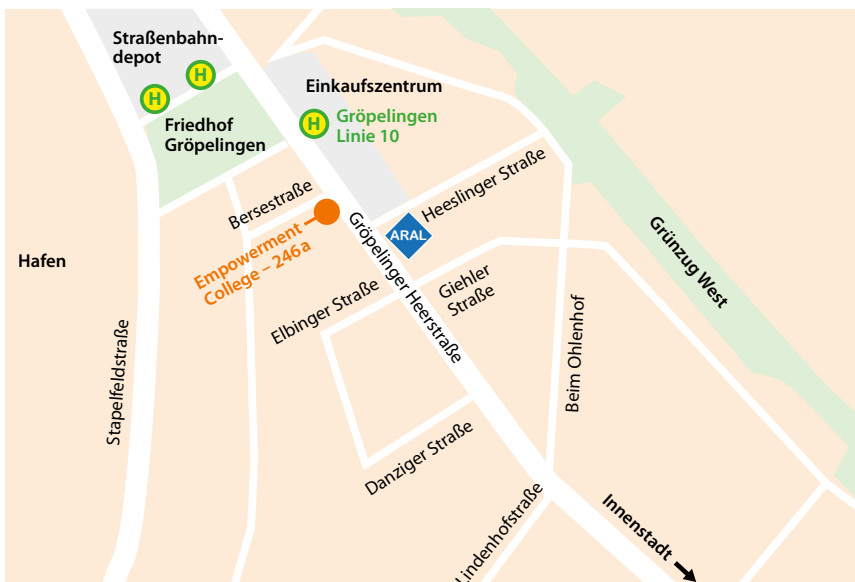 Straßenbahn-
depot
H
H
Einkaufszentrum
H
Gröpelingen
Linie 10
Friedhof
Gröpelingen
Heeslinger Straße
Bersestraße
ARAL
Empowerment
College – 246 a
Gröpelinger Heerstraße
Grünzug West
Hafen
Giehler
Straße
Elbinger Straße
Beim Ohlenhof
Stapelfeldstraße
Danziger Straße
Lindenhofstraße
Innenstadt